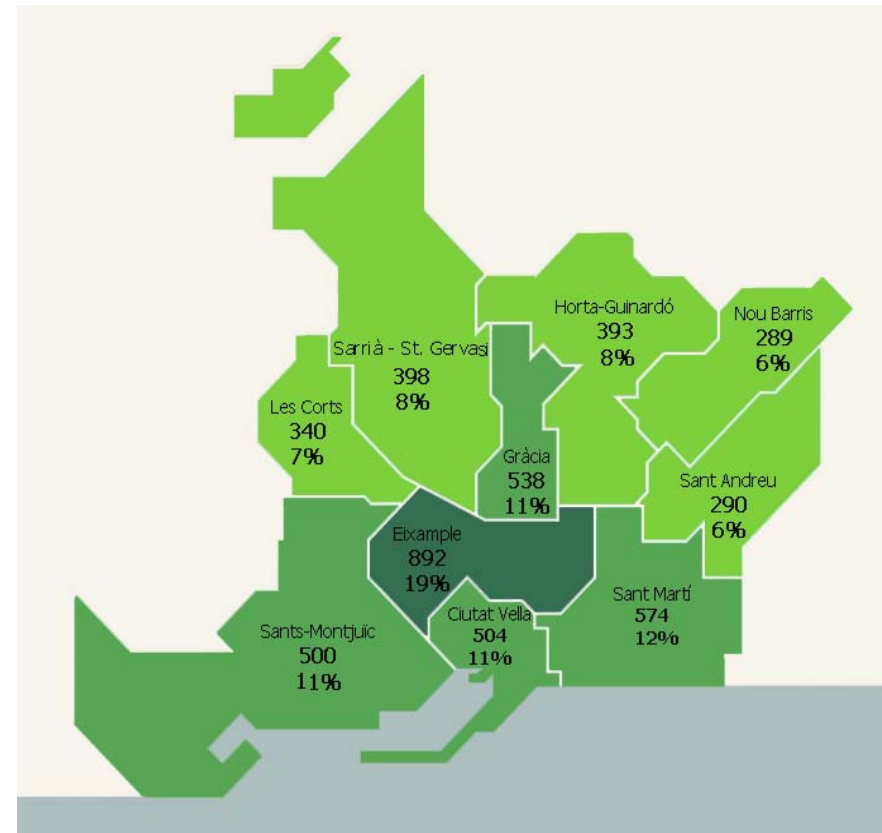 Horta-Guinardó
393
8%
Nou Barris
289
6%
Sarrià - St. Gervasi
398
8%
Les Corts
340
7%
Gràcia
538
11%
Sant Andreu
290
6%
Eixample
892
19%
Sant Martí
574
12%
Ciutat Vella
504
11%
Sants-Montjuïc
500
11%